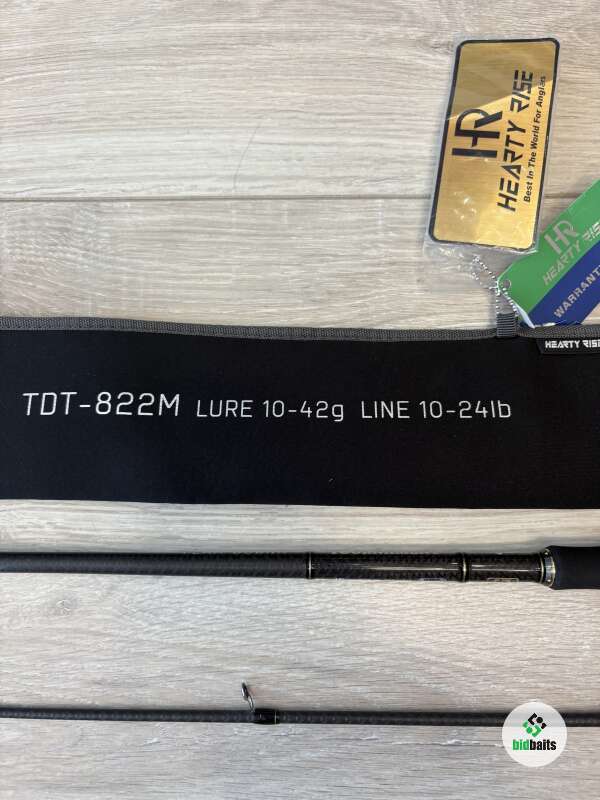 HR
HEARTY RISE
Best In The World For Anglers
HR
HEARTY RISE
WARRANT
HEARTY RISE
TDT-822M LURE 10-42g LINE 10-24lb
bidbaits